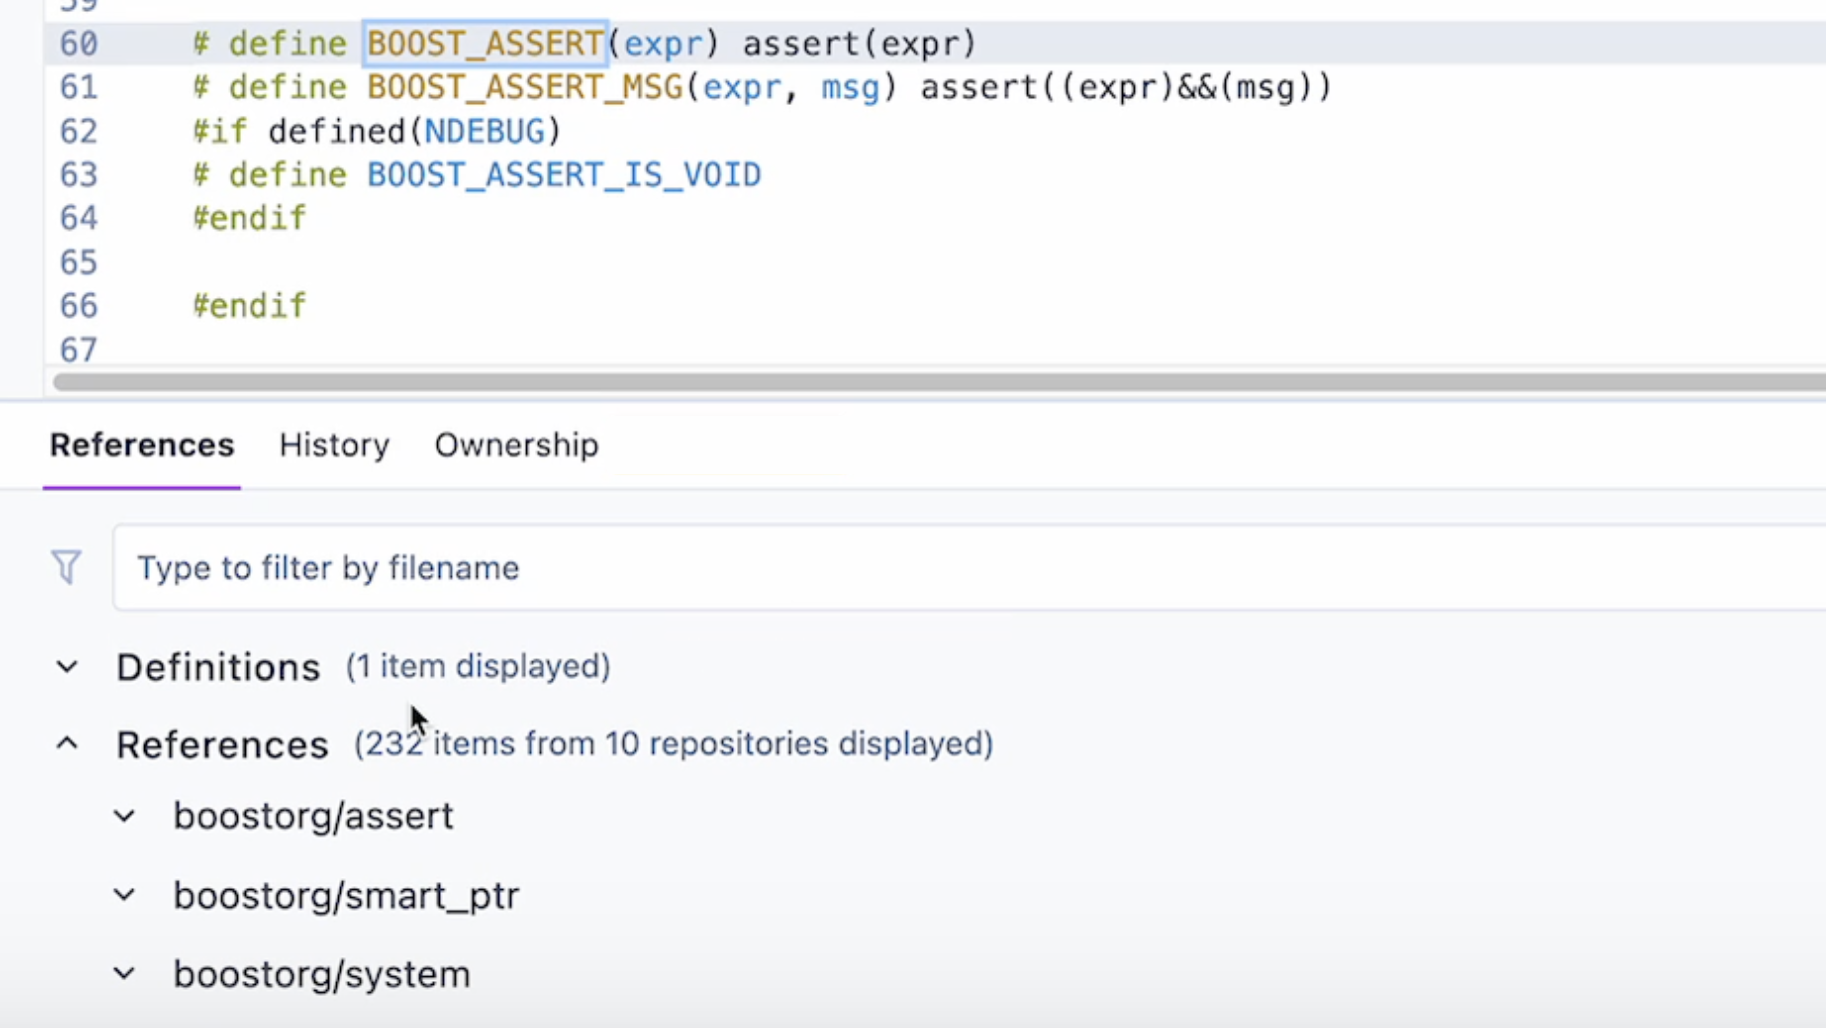 59
60 # define BOOST_ASSERT(expr) assert(expr)
61 # define BOOST_ASSERT_MSG(expr, msg) assert((expr)&&(msg))
62 #if defined(NDEBUG)
63 # define BOOST_ASSERT_IS_VOID
64 #endif
65
66 #endif
67
References History Ownership
Type to filter by filename
Definitions (1 item displayed)
References (232 items from 10 repositories displayed)
boostorg/assert
boostorg/smart_ptr
boostorg/system